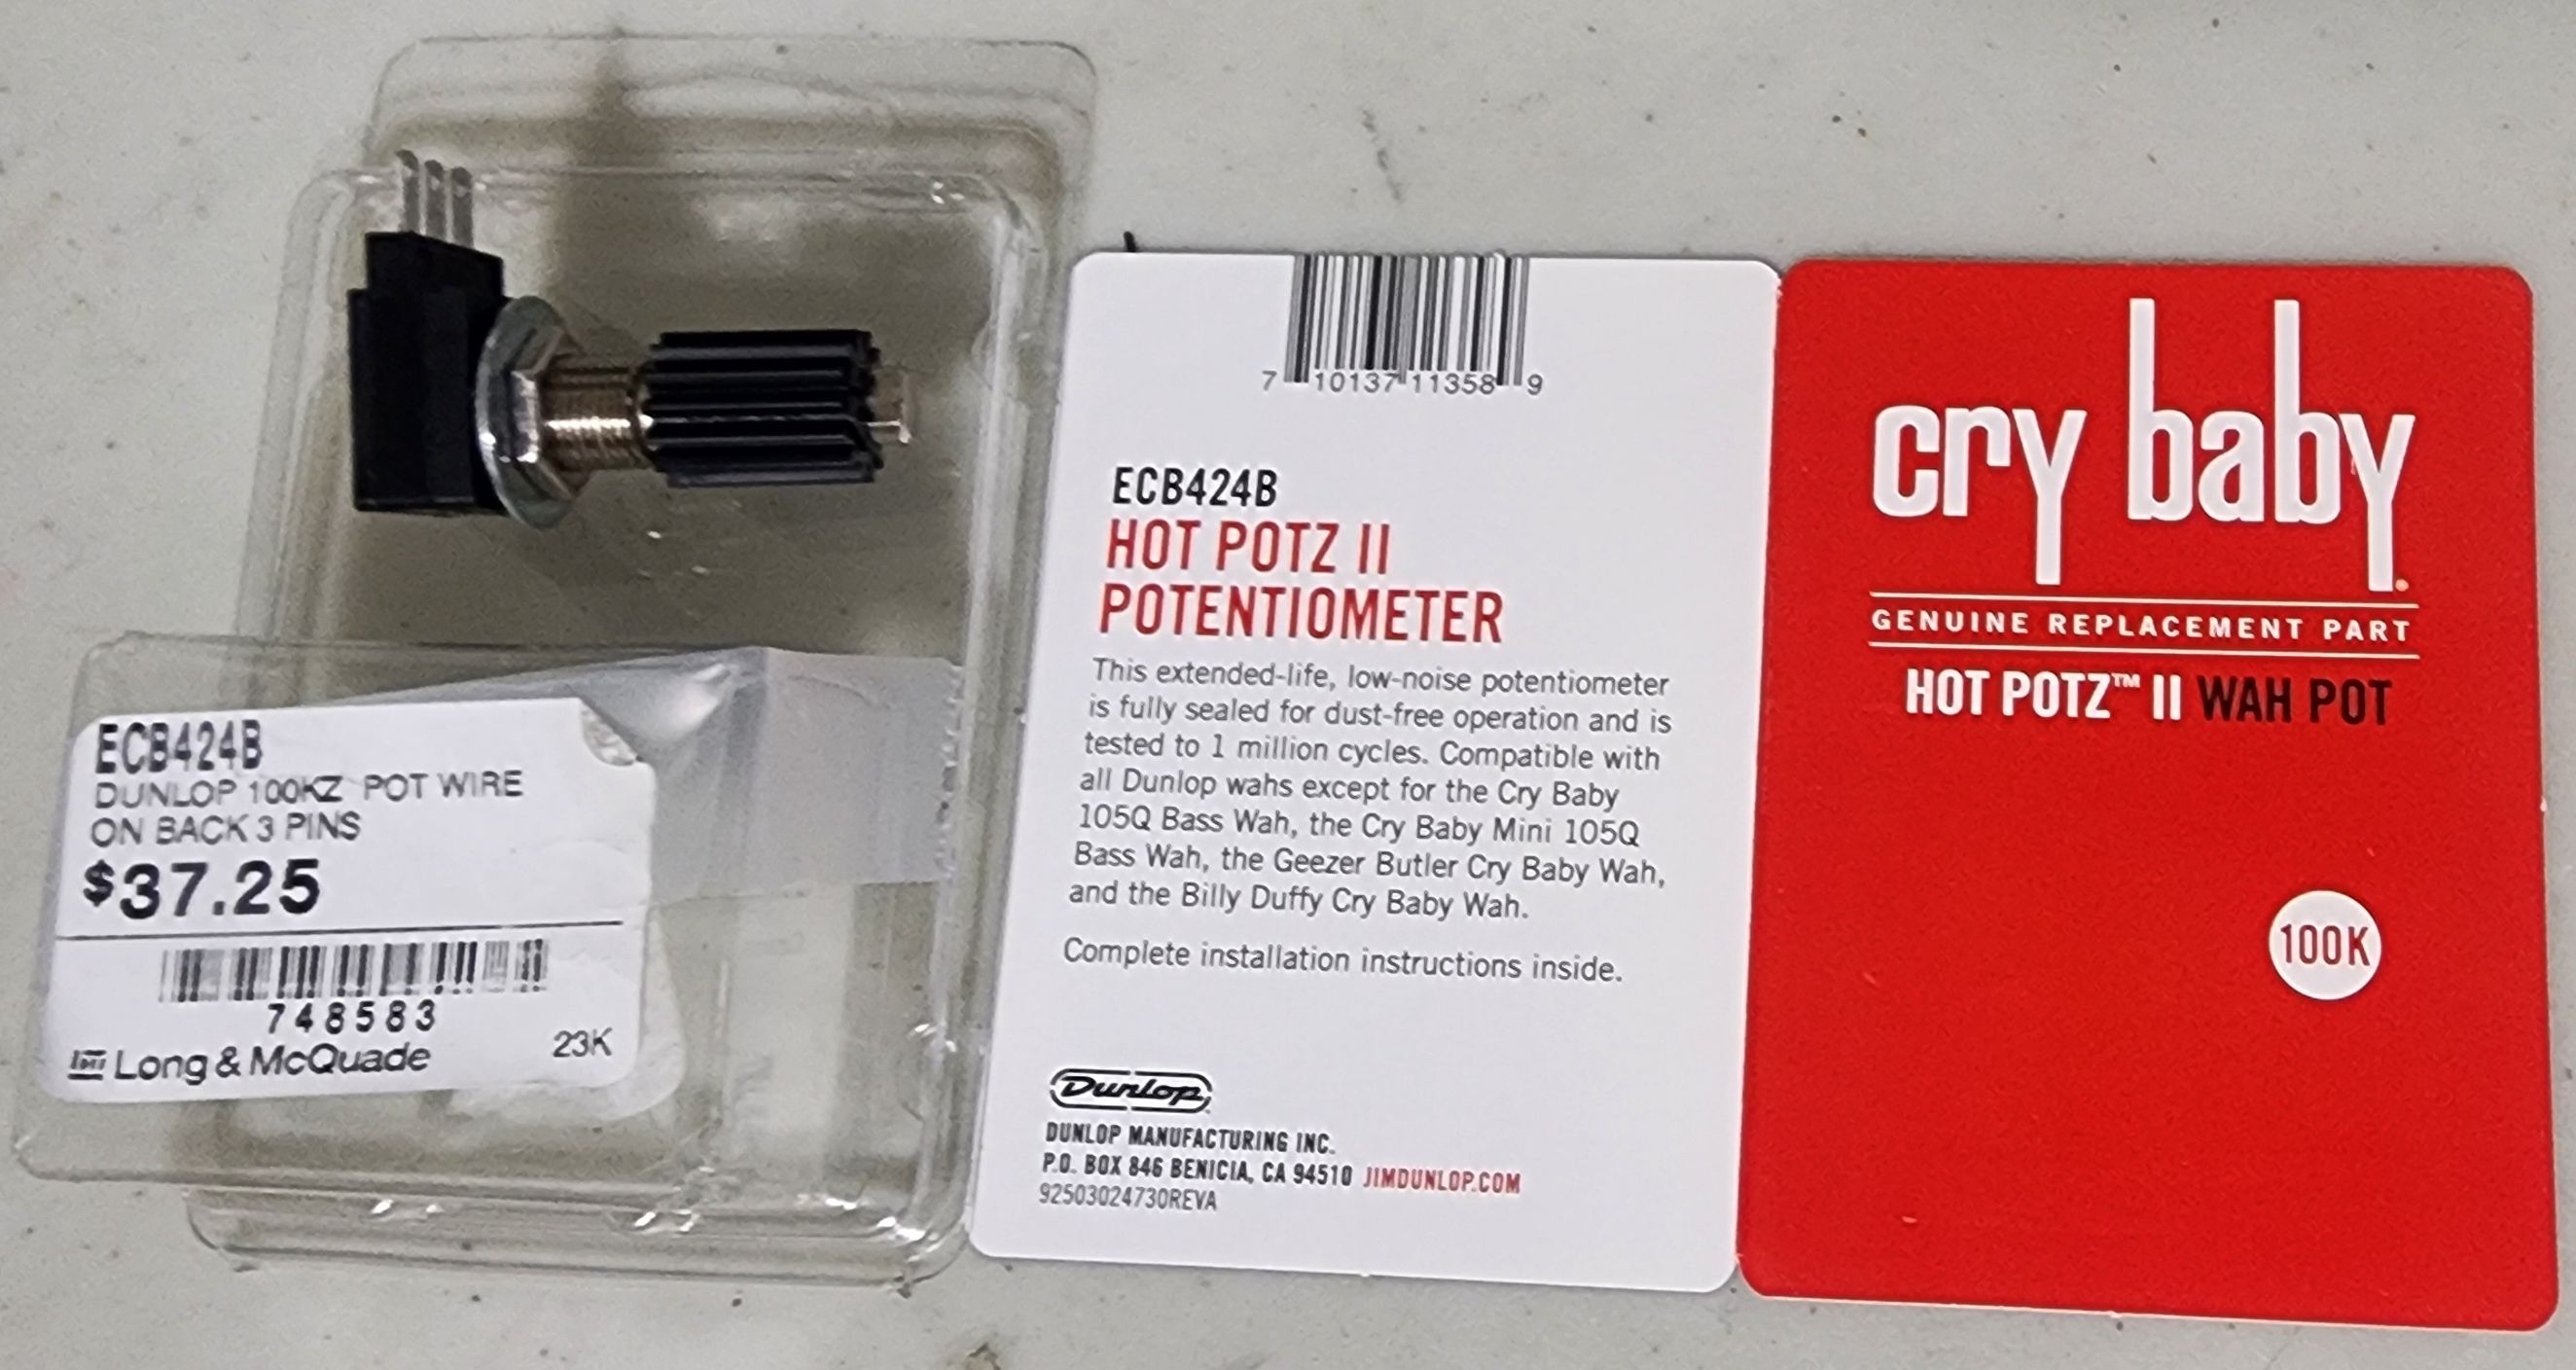 ECB424B
DUNLOP 100KZ POT WIRE
ON BACK 3 PINS
$37.25
748583
23K
Long & McQuade
7 10137 11358 9
ECB424B
HOT POTZ II
POTENTIOMETER
This extended-life, low-noise potentiometer
is fully sealed for dust-free operation and is
tested to 1 million cycles. Compatible with
all Dunlop wahs except for the Cry Baby
105Q Bass Wah, the Cry Baby Mini 105Q
Bass Wah, the Geezer Butler Cry Baby Wah,
and the Billy Duffy Cry Baby Wah.
Complete installation instructions inside.
Dunlop
DUNLOP MANUFACTURING INC.
P.O. BOX 846 BENICIA, CA 94510 JIMDUNLOP.COM
92503024730REVA
cry baby
GENUINE REPLACEMENT PART
HOT POTZ™ II WAH POT
100K